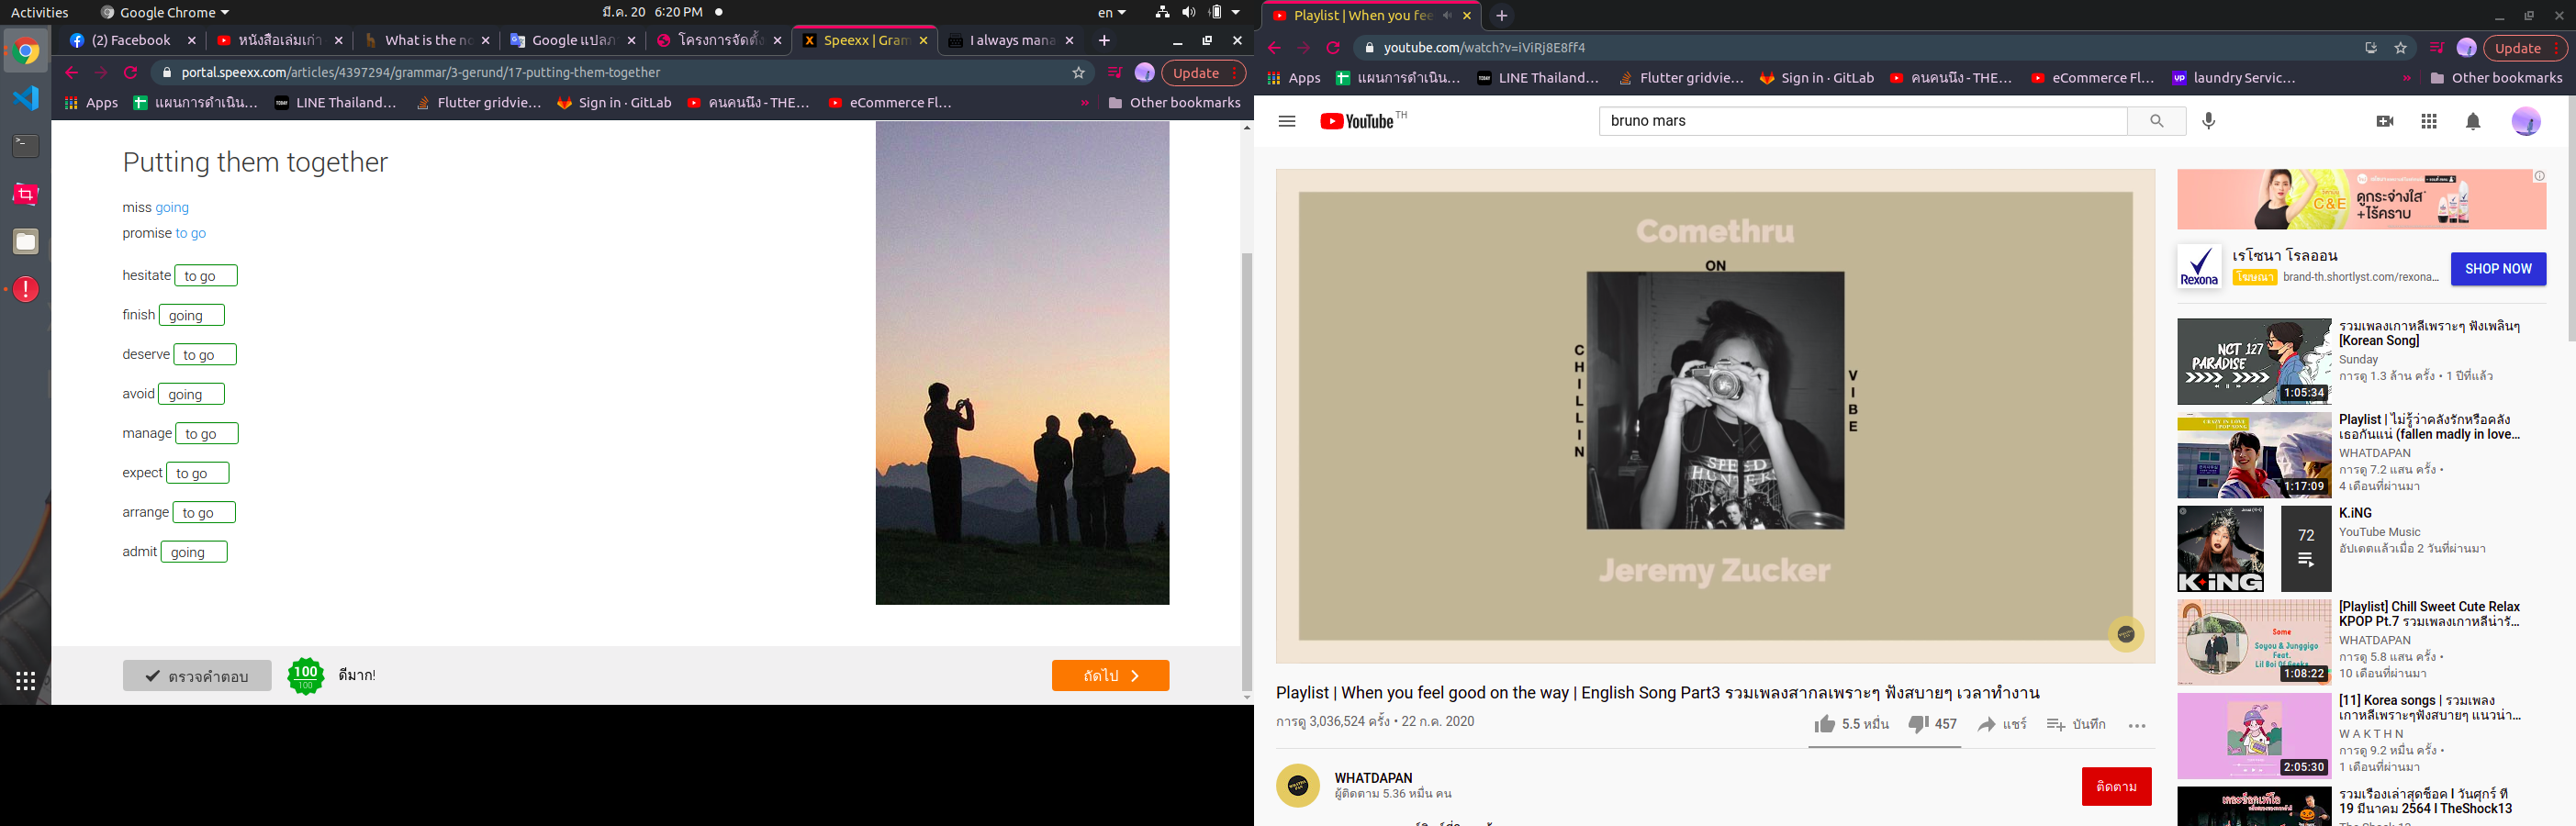 Activities
Google Chrome
มี.ค. 20 6:20 PM
en
(2) Facebook
หนังสือเล่มเก่า
What is the no
Google แปลภ
โครงการจัดตั้ง
Speexx | Gram
I always mana
portal.speexx.com/articles/4397294/grammar/3-gerund/17-putting-them-together
Update
Apps
แผนการดำเนิน...
LINE Thailand...
Flutter gridvie...
Sign in · GitLab
คนคนนึง - THE...
eCommerce Fl...
Other bookmarks
Putting them together
miss going
promise to go
hesitate to go
finish going
deserve to go
avoid going
manage to go
expect to go
arrange to go
admit going
ตรวจคำตอบ
100
100
ดีมาก!
ถัดไป
Playlist | When you fee
youtube.com/watch?v=iViRj8E8ff4
Update
Apps
แผนการดำเนิน...
LINE Thailand...
Flutter gridvie...
Sign in · GitLab
คนคนนึง - THE...
eCommerce Fl...
laundry Servic...
Other bookmarks
YouTube TH
bruno mars
Comethru
ON
CHILLIN
VIBE
SPEED
HUNTER
Jeremy Zucker
Playlist | When you feel good on the way | English Song Part3 รวมเพลงสากลเพราะๆ ฟังสบายๆ เวลาทำงาน
การดู 3,036,524 ครั้ง • 22 ก.ค. 2020
5.5 หมื่น
457
แชร์
บันทึก
WHATDAPAN
ผู้ติดตาม 5.36 หมื่น คน
ติดตาม
C&E
ดูกระจ่างใส
+ไร้คราบ
Rexona
เรโซนา โรลออน
โฆษณา brand-th.shortlyst.com/rexona...
SHOP NOW
NCT 127
PARADISE
1:05:34
รวมเพลงเกาหลีเพราะๆ ฟังเพลินๆ
[Korean Song]
Sunday
การดู 1.3 ล้าน ครั้ง • 1 ปีที่แล้ว
1:17:09
Playlist | ไม่รู้ว่าคลั่งรักหรือคลั่ง
เธอกันแน่ (fallen madly in love...
WHATDAPAN
การดู 7.2 แสน ครั้ง •
4 เดือนที่ผ่านมา
K.iNG
72
K.iNG
YouTube Music
อัปเดตแล้วเมื่อ 2 วันที่ผ่านมา
Some
Soyou & Junggigo
Feat.
Lil Boi Of Geeks
1:08:22
[Playlist] Chill Sweet Cute Relax
KPOP Pt.7 รวมเพลงเกาหลีน่ารั...
WHATDAPAN
การดู 5.8 แสน ครั้ง •
10 เดือนที่ผ่านมา
2:05:30
[11] Korea songs | รวมเพลง
เกาหลีเพราะๆฟังสบายๆ แนวน่า...
W A K T H N
การดู 9.2 หมื่น ครั้ง •
1 เดือนที่ผ่านมา
รวมเรื่องเล่าสุดช็อค l วันศุกร์ ที่
19 มีนาคม 2564 l TheShock13